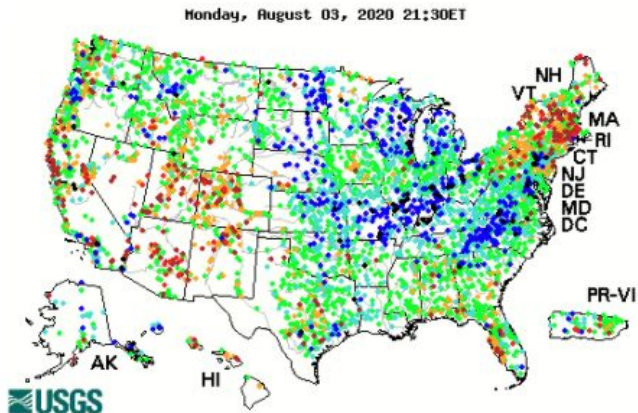 Monday, August 03, 2020 21:30ET
NH
VT
MA
RI
CT
NJ
DE
MD
DC
PR-VI
AK
HI
USGS